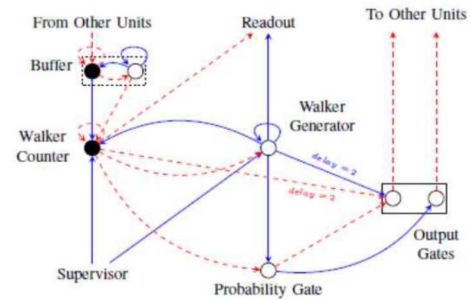 From Other Units
Readout
To Other Units
Buffer
Walker
Counter
Walker
Generator
delay = 2
delay = 2
Output
Gates
Supervisor
Probability Gate